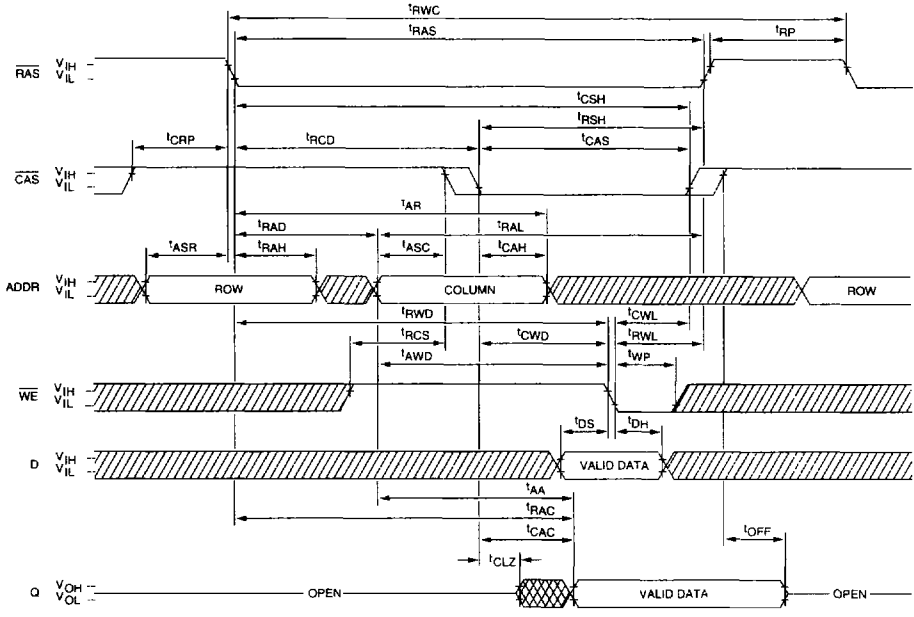 tRWC
tRAS
tRP
RAS VIH
VIL
tCSH
tRSH
tCRP
tRCD
tCAS
CAS VIH
VIL
tAR
tRAD
tRAL
tASR
tRAH
tASC
tCAH
ADDR VIH
VIL
ROW
COLUMN
ROW
tRWD
tCWL
tRCS
tCWD
tRWL
tAWD
tWP
WE VIH
VIL
tDS
tDH
D VIH
VIL
VALID DATA
tAA
tRAC
tCAC
tOFF
tCLZ
Q VOH
VOL
OPEN
VALID DATA
OPEN